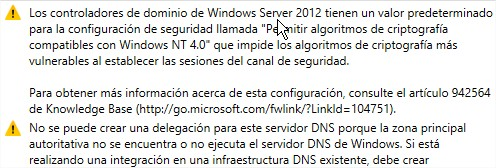 Los controladores de dominio de Windows Server 2012 tienen un valor predeterminado
para la configuración de seguridad llamada "Permitir algoritmos de criptografía
compatibles con Windows NT 4.0" que impide los algoritmos de criptografía más
vulnerables al establecer las sesiones del canal de seguridad.
Para obtener más información acerca de esta configuración, consulte el artículo 942564
de Knowledge Base (http://go.microsoft.com/fwlink/?LinkId=104751).
No se puede crear una delegación para este servidor DNS porque la zona principal
autoritativa no se encuentra o no ejecuta el servidor DNS de Windows. Si está
realizando una integración en una infraestructura DNS existente, debe crear